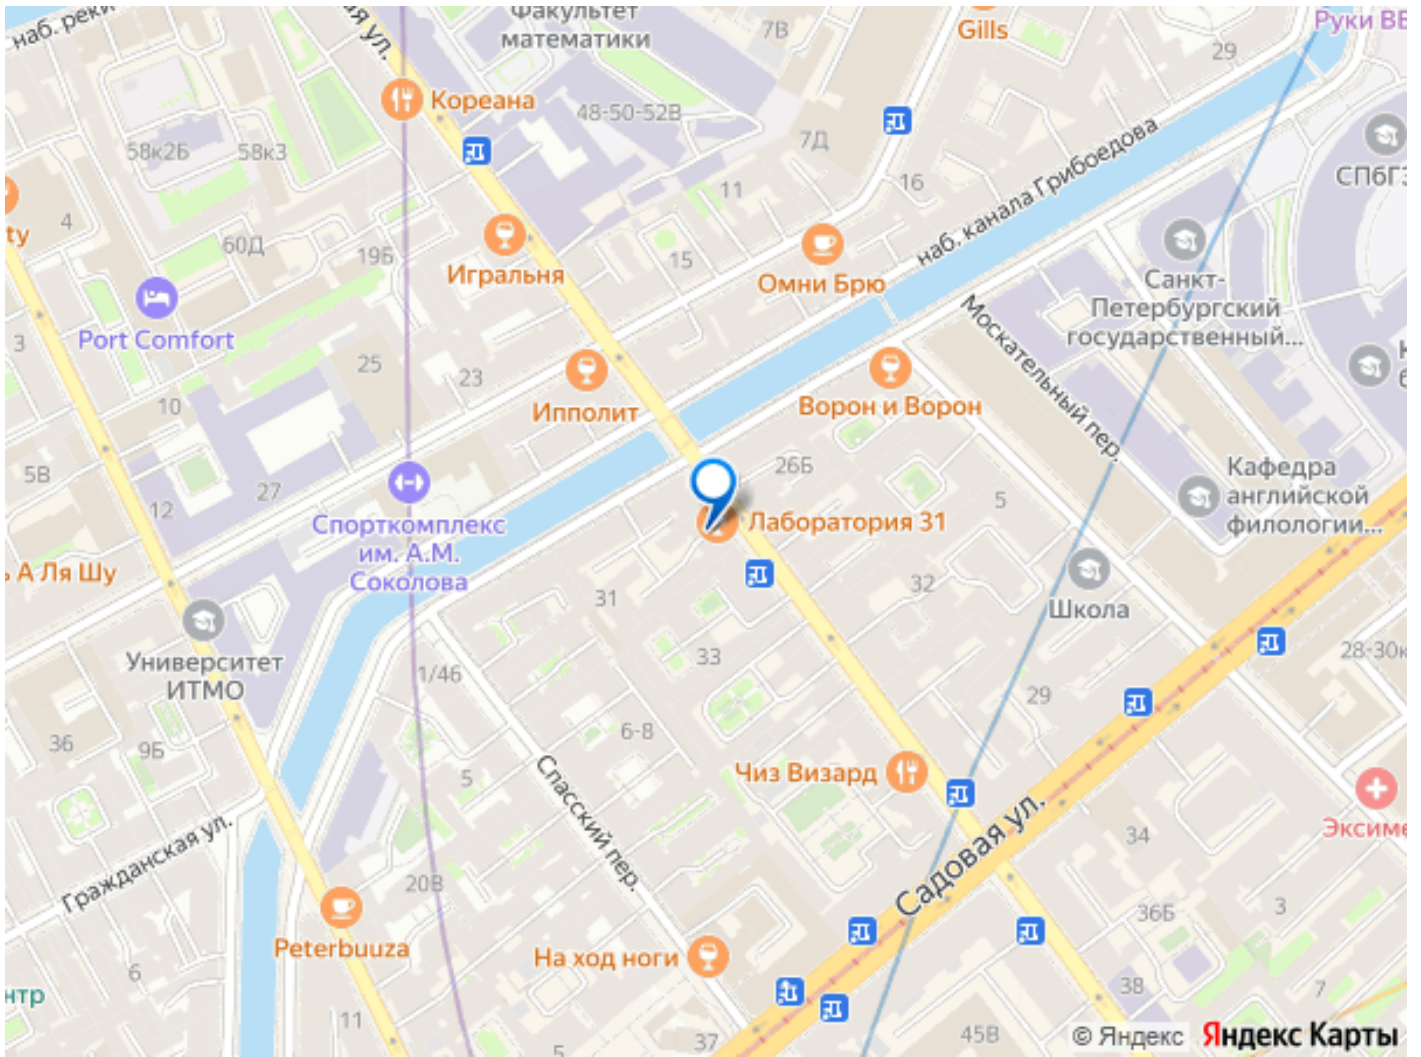 наб. реки
ая ул.
Факультет
математики
7В
Gills
Руки ВВ
29
Кореана
48-50-52В
58к2Б
58к3
7Д
наб. канала Грибоедова
СПбГЭ
4
ty
60Д
19Б
11
16
Игральня
15
Омни Брю
Санкт-
Петербургский
государственный...
Port Comfort
3
25
23
Ипполит
Москательный пер.
Ворон и Ворон
10
5В
27
12
26Б
5
Кафедра
английской
филологии...
Спорткомплекс
им. А.М.
Соколова
Лаборатория 31
ь А Ля Шу
31
32
Школа
Университет
ИТМО
1/46
33
28-30к
29
36
9Б
6-8
5
Спасский пер.
Чиз Визард
Садовая ул.
Эксиме
34
Гражданская ул.
20В
36Б
3
Peterbuuza
На ход ноги
6
нтр
11
5
37
38
7
45В
© Яндекс
Яндекс Карты